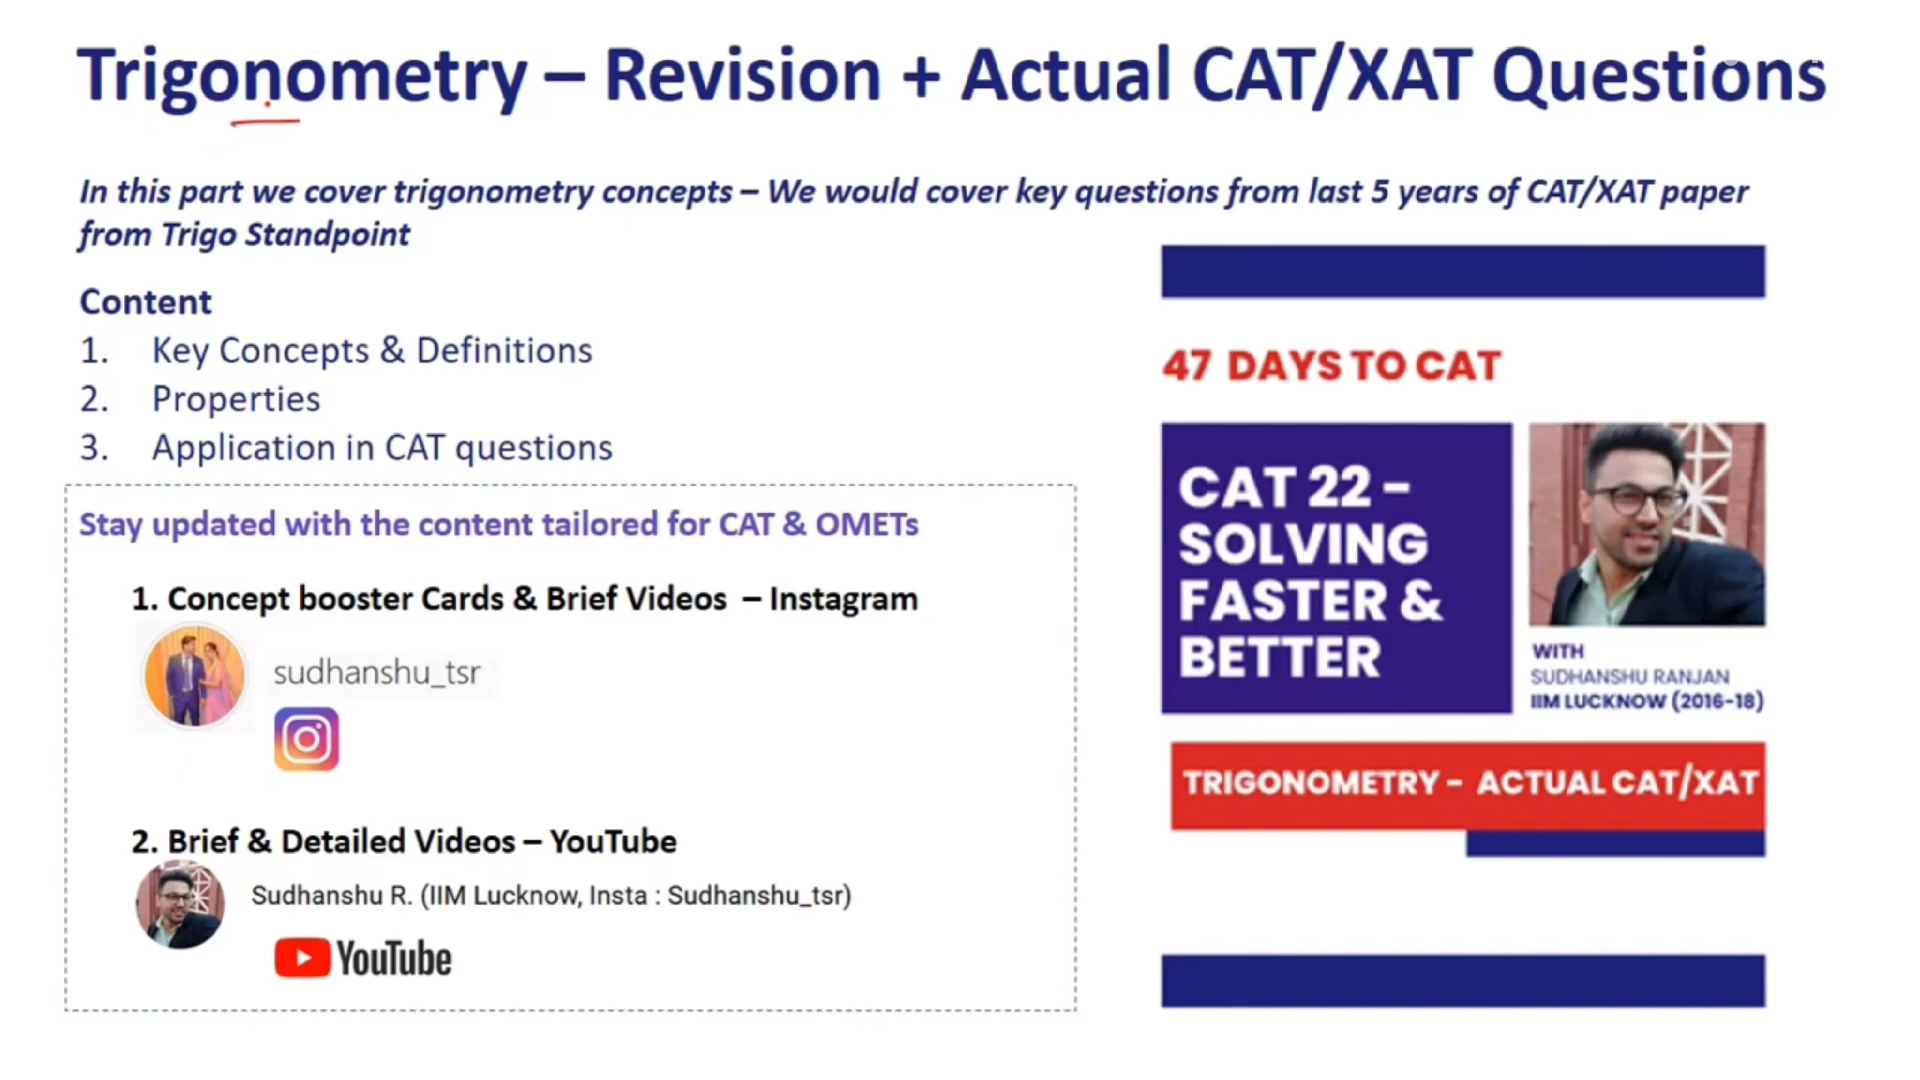 Trigonometry – Revision + Actual CAT/XAT Questions
In this part we cover trigonometry concepts – We would cover key questions from last 5 years of CAT/XAT paper
from Trigo Standpoint
Content
1. Key Concepts & Definitions
2. Properties
3. Application in CAT questions
Stay updated with the content tailored for CAT & OMETs
1. Concept booster Cards & Brief Videos – Instagram
sudhanshu_tsr
2. Brief & Detailed Videos – YouTube
Sudhanshu R. (IIM Lucknow, Insta : Sudhanshu_tsr)
YouTube
47 DAYS TO CAT
CAT 22 –
SOLVING
FASTER &
BETTER
WITH
SUDHANSHU RANJAN
IIM LUCKNOW (2016-18)
TRIGONOMETRY - ACTUAL CAT/XAT